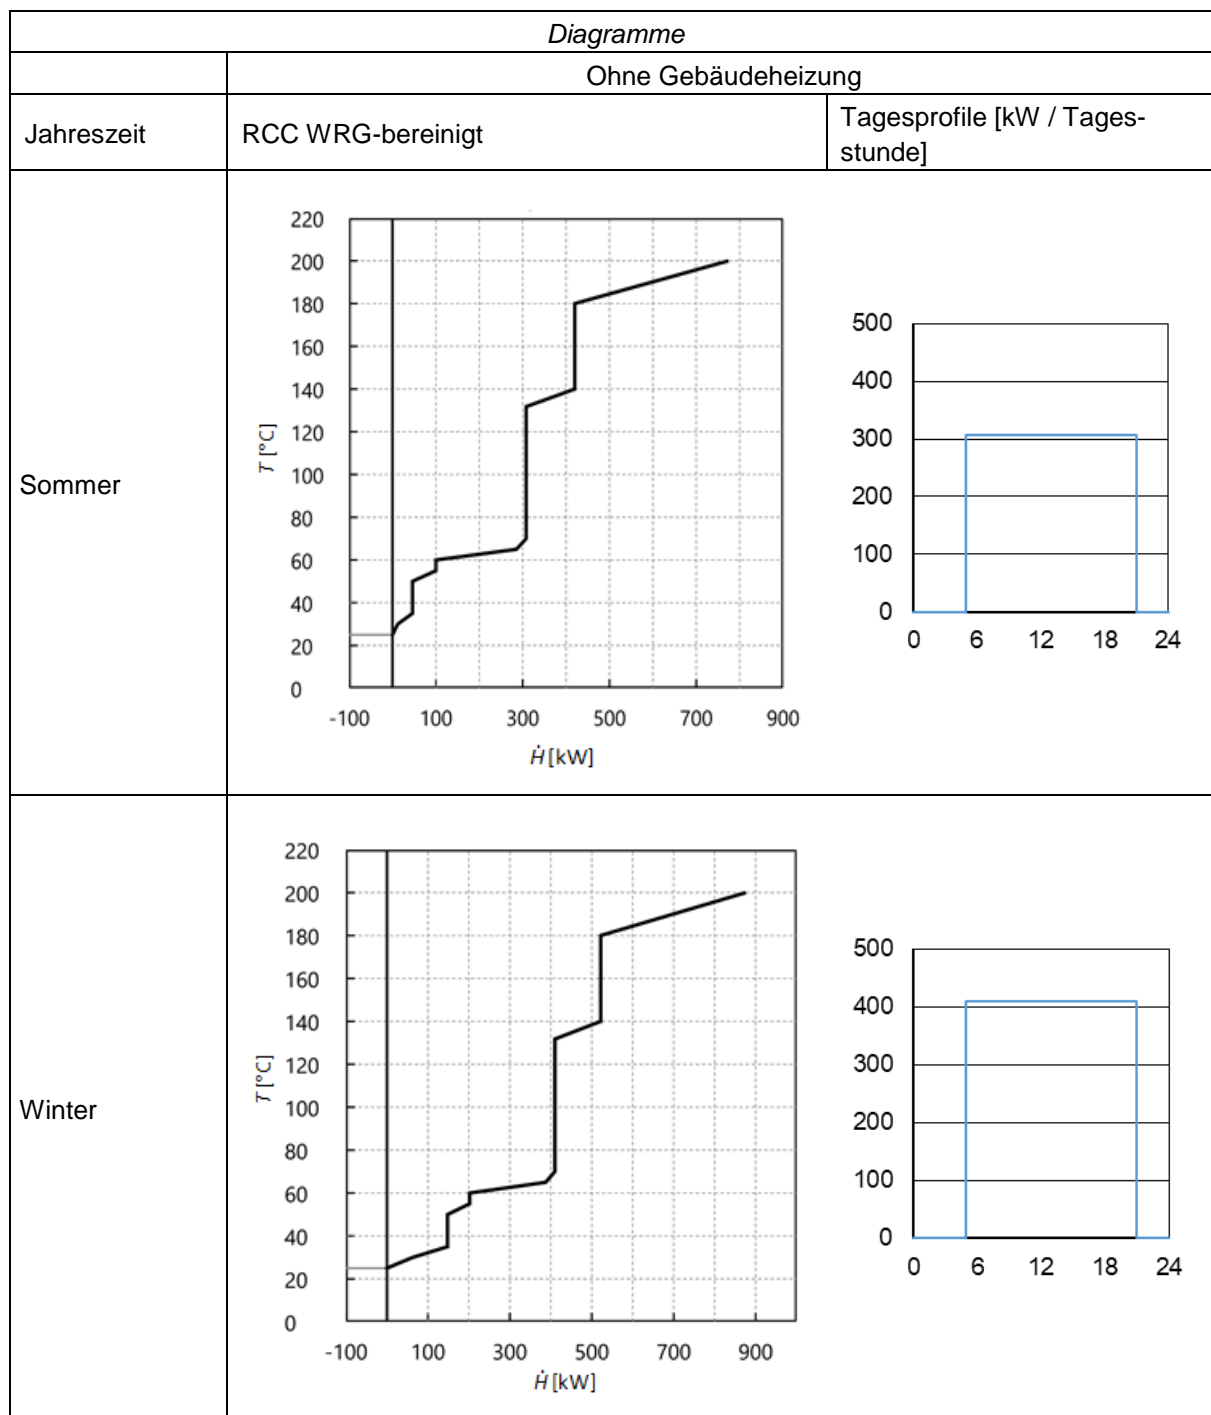 Diagramme
Ohne Gebäudeheizung
Jahreszeit
RCC WRG-bereinigt
Tagesprofile [kW / Tages-
stunde]
Sommer
220
200
180
160
140
120
100
80
60
40
20
0
T [°C]
-100 100 300 500 700 900
Ḣ [kW]
500
400
300
200
100
0
0 6 12 18 24
Winter
220
200
180
160
140
120
100
80
60
40
20
0
T [°C]
-100 100 300 500 700 900
Ḣ [kW]
500
400
300
200
100
0
0 6 12 18 24